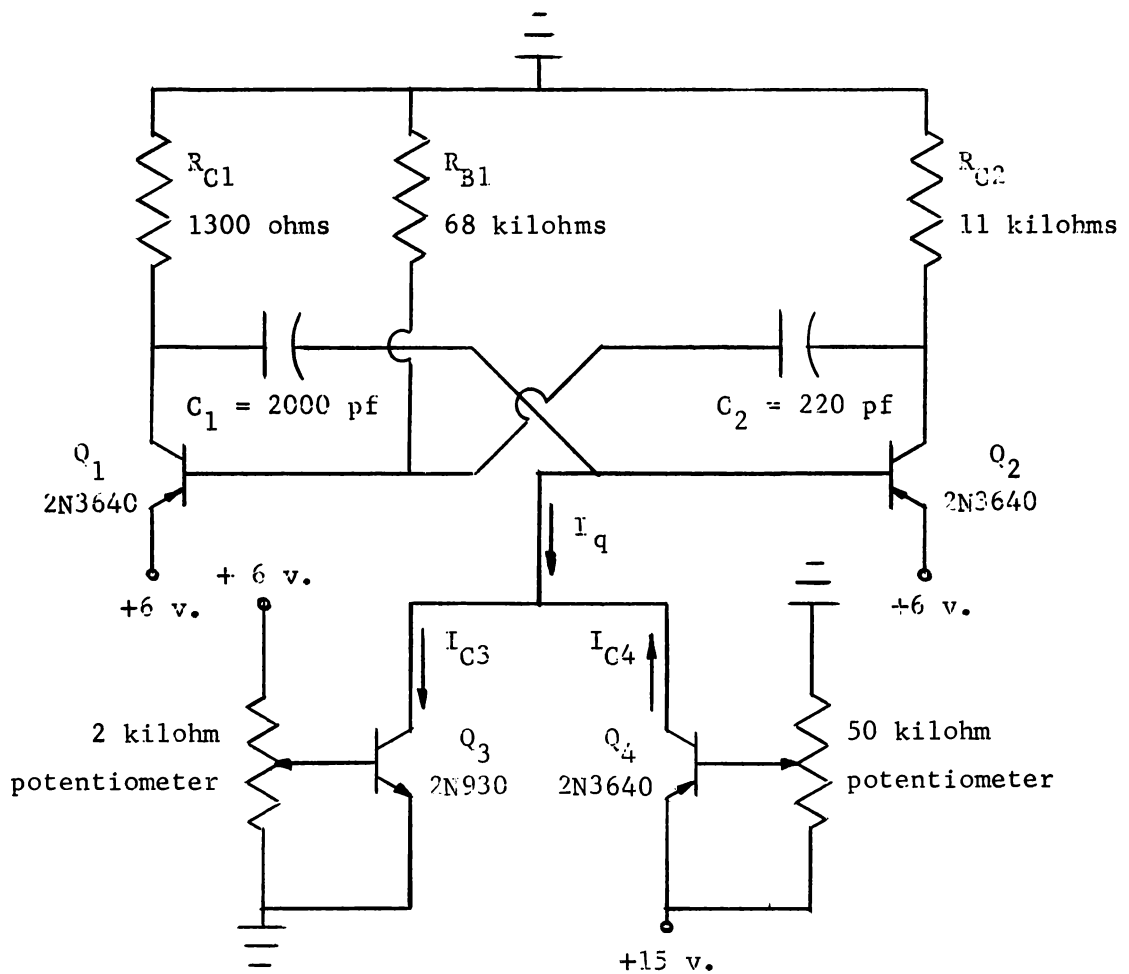 R_C1
1300 ohms
R_B1
68 kilohms
R_C2
11 kilohms
C_1 = 2000 pf
C_2 = 220 pf
Q_1
2N3640
Q_2
2N3640
+6 v.
+ 6 v.
+6 v.
I_q
I_C3
I_C4
2 kilohm
potentiometer
Q_3
2N930
Q_4
2N3640
50 kilohm
potentiometer
+15 v.